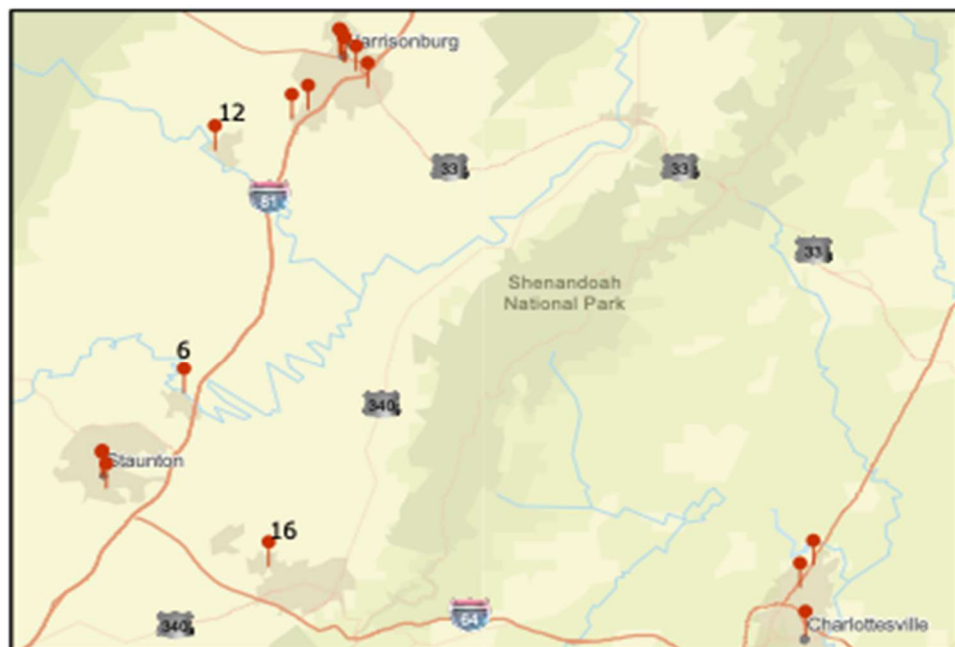 Harrisonburg
12
33
33
81
33
Shenandoah
National Park
6
340
Staunton
16
64
340
Charlottesville